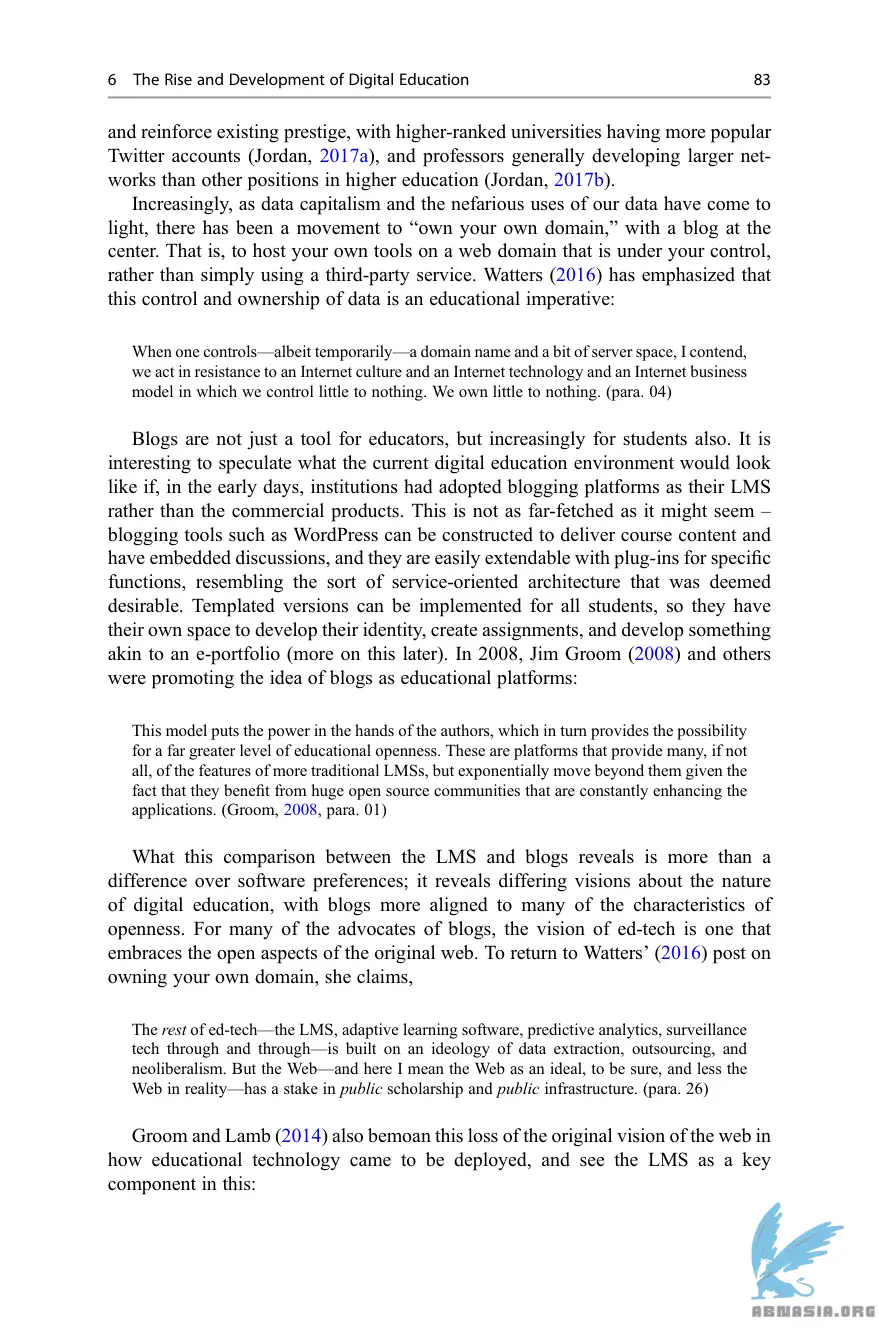 6 The Rise and Development of Digital Education 83
and reinforce existing prestige, with higher-ranked universities having more popular
Twitter accounts (Jordan, 2017a), and professors generally developing larger net-
works than other positions in higher education (Jordan, 2017b).
Increasingly, as data capitalism and the nefarious uses of our data have come to
light, there has been a movement to “own your own domain,” with a blog at the
center. That is, to host your own tools on a web domain that is under your control,
rather than simply using a third-party service. Watters (2016) has emphasized that
this control and ownership of data is an educational imperative:
When one controls—albeit temporarily—a domain name and a bit of server space, I contend,
we act in resistance to an Internet culture and an Internet technology and an Internet business
model in which we control little to nothing. We own little to nothing. (para. 04)
Blogs are not just a tool for educators, but increasingly for students also. It is
interesting to speculate what the current digital education environment would look
like if, in the early days, institutions had adopted blogging platforms as their LMS
rather than the commercial products. This is not as far-fetched as it might seem –
blogging tools such as WordPress can be constructed to deliver course content and
have embedded discussions, and they are easily extendable with plug-ins for specific
functions, resembling the sort of service-oriented architecture that was deemed
desirable. Templated versions can be implemented for all students, so they have
their own space to develop their identity, create assignments, and develop something
akin to an e-portfolio (more on this later). In 2008, Jim Groom (2008) and others
were promoting the idea of blogs as educational platforms:
This model puts the power in the hands of the authors, which in turn provides the possibility
for a far greater level of educational openness. These are platforms that provide many, if not
all, of the features of more traditional LMSs, but exponentially move beyond them given the
fact that they benefit from huge open source communities that are constantly enhancing the
applications. (Groom, 2008, para. 01)
What this comparison between the LMS and blogs reveals is more than a
difference over software preferences; it reveals differing visions about the nature
of digital education, with blogs more aligned to many of the characteristics of
openness. For many of the advocates of blogs, the vision of ed-tech is one that
embraces the open aspects of the original web. To return to Watters’ (2016) post on
owning your own domain, she claims,
The rest of ed-tech—the LMS, adaptive learning software, predictive analytics, surveillance
tech through and through—is built on an ideology of data extraction, outsourcing, and
neoliberalism. But the Web—and here I mean the Web as an ideal, to be sure, and less the
Web in reality—has a stake in public scholarship and public infrastructure. (para. 26)
Groom and Lamb (2014) also bemoan this loss of the original vision of the web in
how educational technology came to be deployed, and see the LMS as a key
component in this:
ABNASIA.ORG